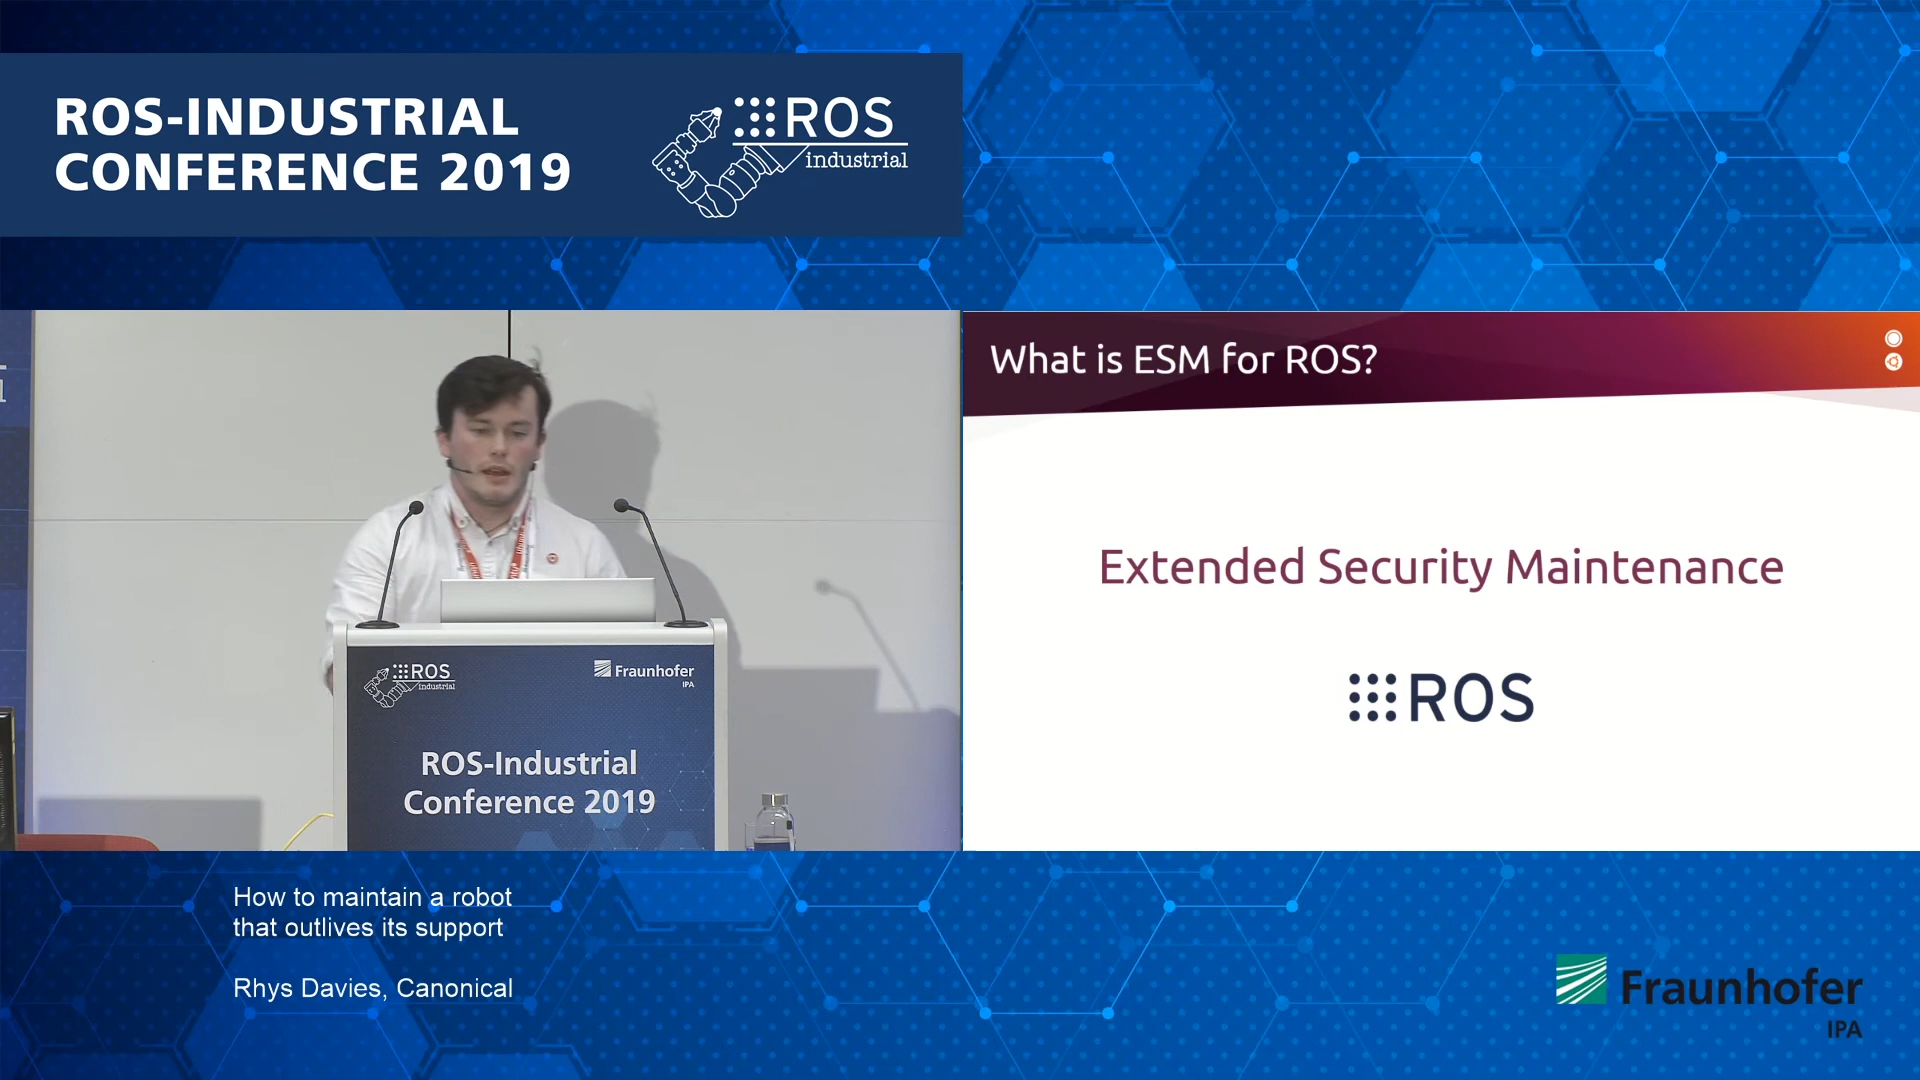 ROS-INDUSTRIAL
CONFERENCE 2019
ROS
industrial
What is ESM for ROS?
Extended Security Maintenance
ROS
ROS
industrial
Fraunhofer
IPA
ROS-Industrial
Conference 2019
How to maintain a robot
that outlives its support
Rhys Davies, Canonical
Fraunhofer
IPA